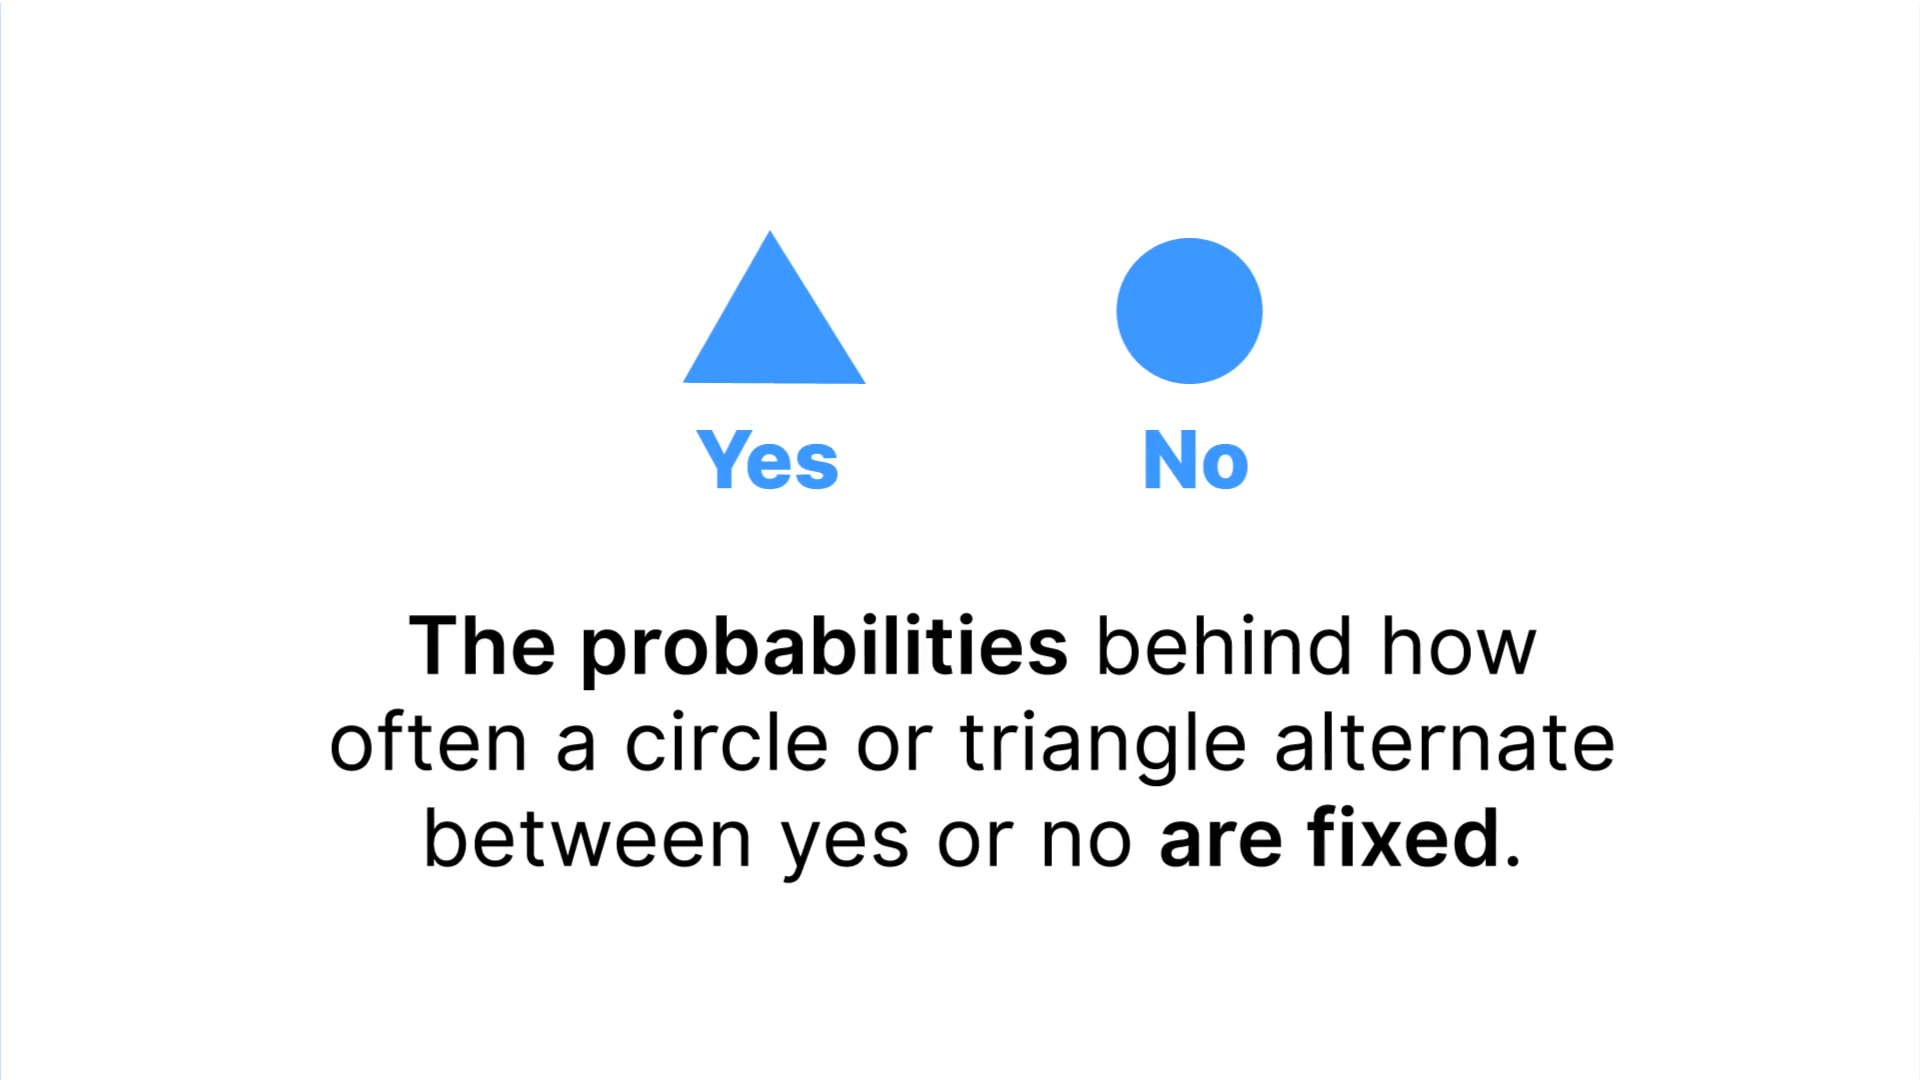 Yes No
The probabilities behind how
often a circle or triangle alternate
between yes or no are fixed.